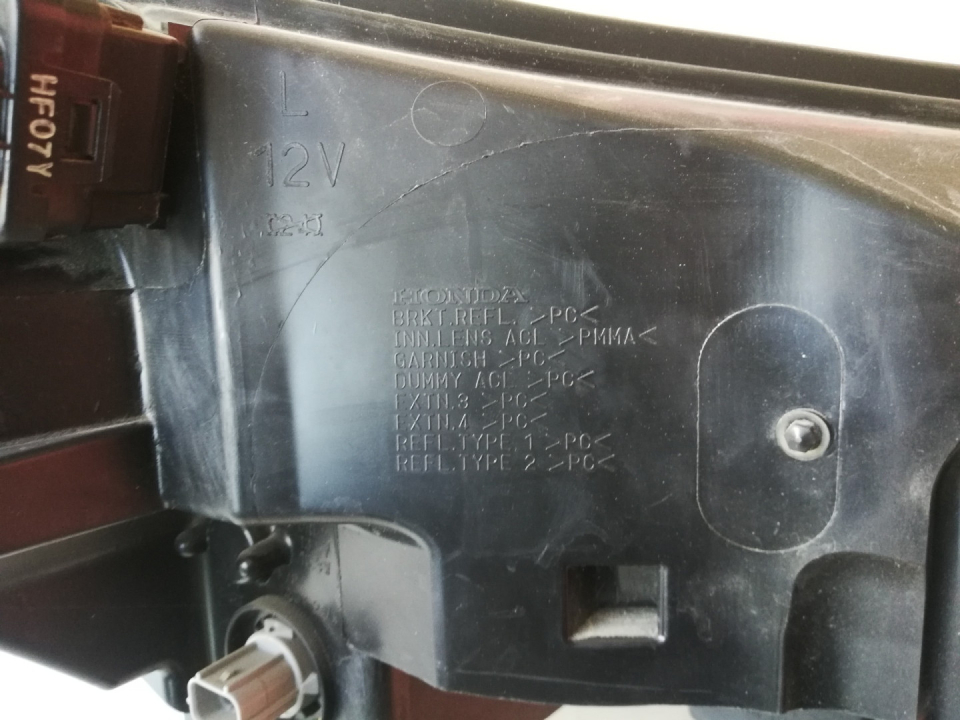 HF07Y
L
12V
HONDA
BRKT.REFL. >PC<
INN.LENS ACL >PMMA<
GARNISH >PC<
DUMMY ACL >PC<
EXTN.3 >PC<
EXTN.4 >PC<
REFL.TYPE 1 >PC<
REFL.TYPE 2 >PC<